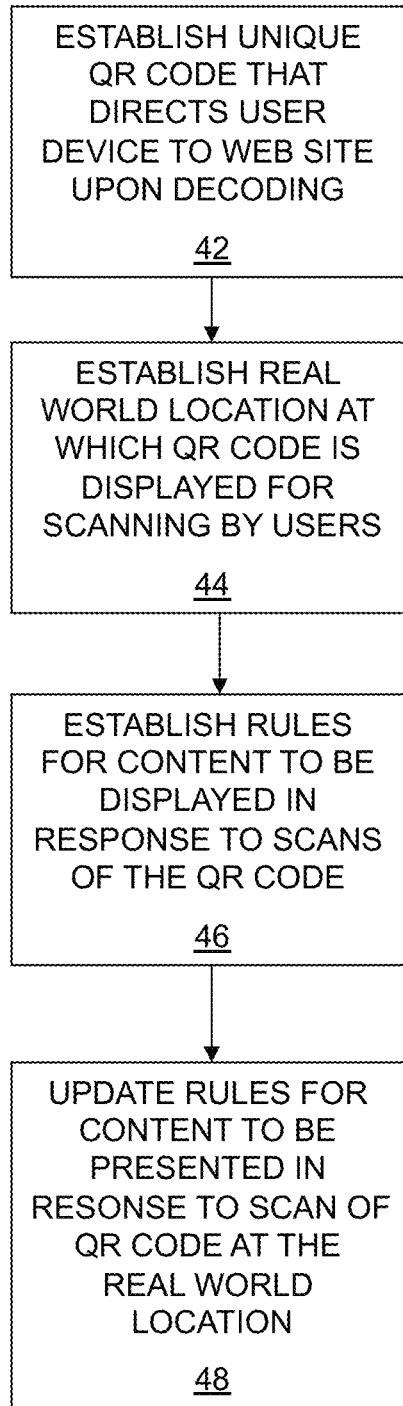 ESTABLISH UNIQUE
QR CODE THAT
DIRECTS USER
DEVICE TO WEB SITE
UPON DECODING
42
ESTABLISH REAL
WORLD LOCATION AT
WHICH QR CODE IS
DISPLAYED FOR
SCANNING BY USERS
44
ESTABLISH RULES
FOR CONTENT TO BE
DISPLAYED IN
RESPONSE TO SCANS
OF THE QR CODE
46
UPDATE RULES FOR
CONTENT TO BE
PRESENTED IN
RESONSE TO SCAN OF
QR CODE AT THE
REAL WORLD
LOCATION
48